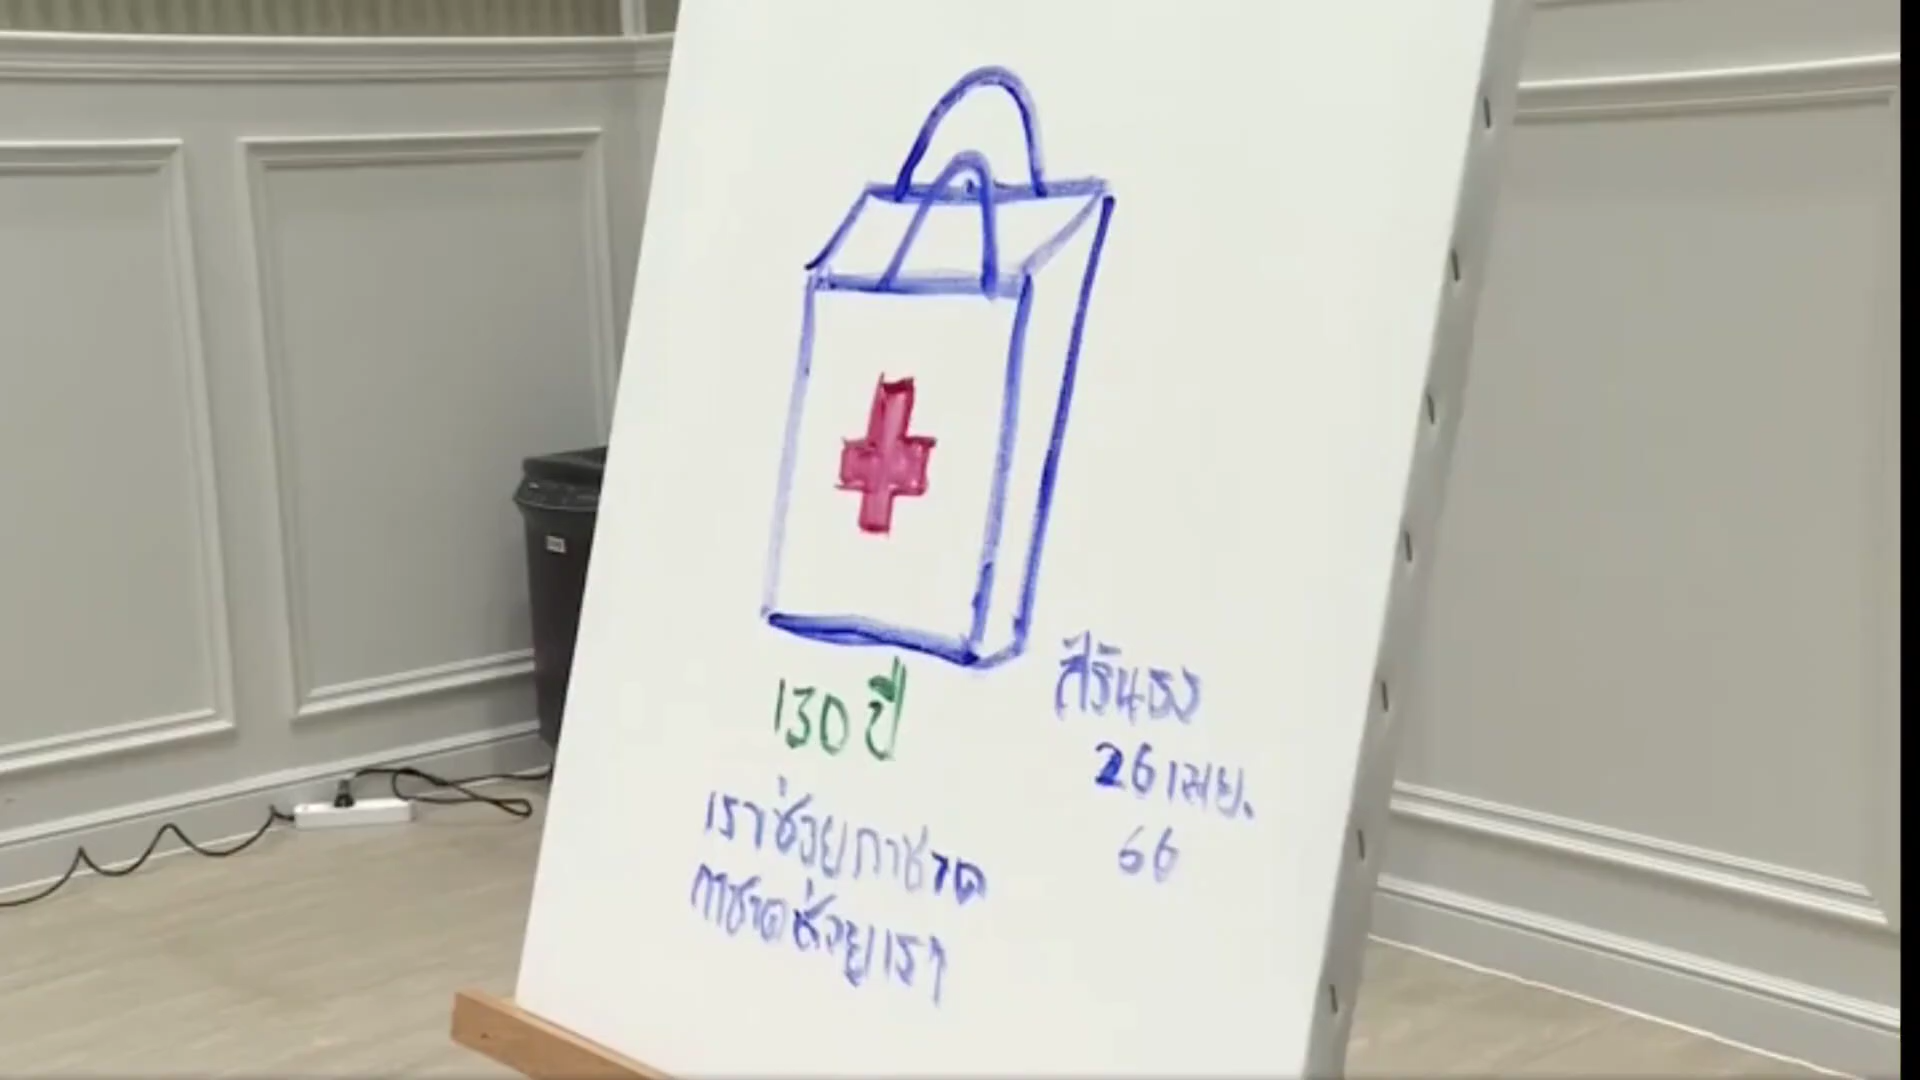 130 ปี
เราช่วยกาชาด
กาชาดช่วยเรา
สิรินธร
26 เมย.
66